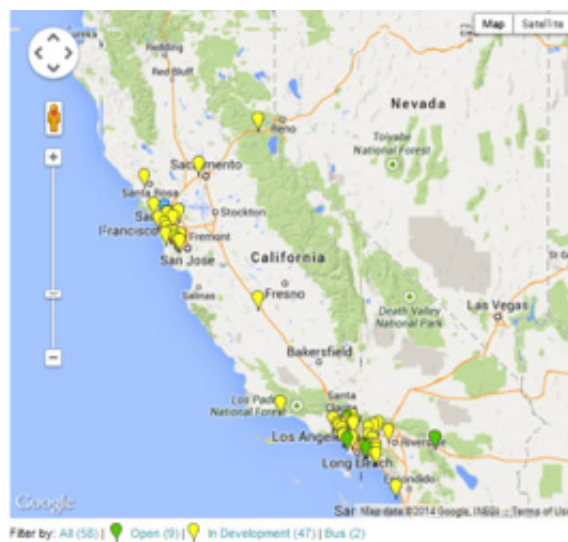 Eureka
Map Satellite
Redding
Red Bluff
Nevada
Reno
Toiyabe
National Forest
Sacramento
Santa Rosa
Stockton
Francisco
Fremont
San Jose
California
Salinas
Fresno
Death Valley
National Park
Las Vegas
Bakersfield
Los Padres
National Forest
Santa
Clarita
Los Angeles
Riverside
Long Beach
Escondido
Google
Map data ©2014 Google, INEGI Terms of Use
Filter by: All (58) | Open (9) | In Development (47) | Bus (2)